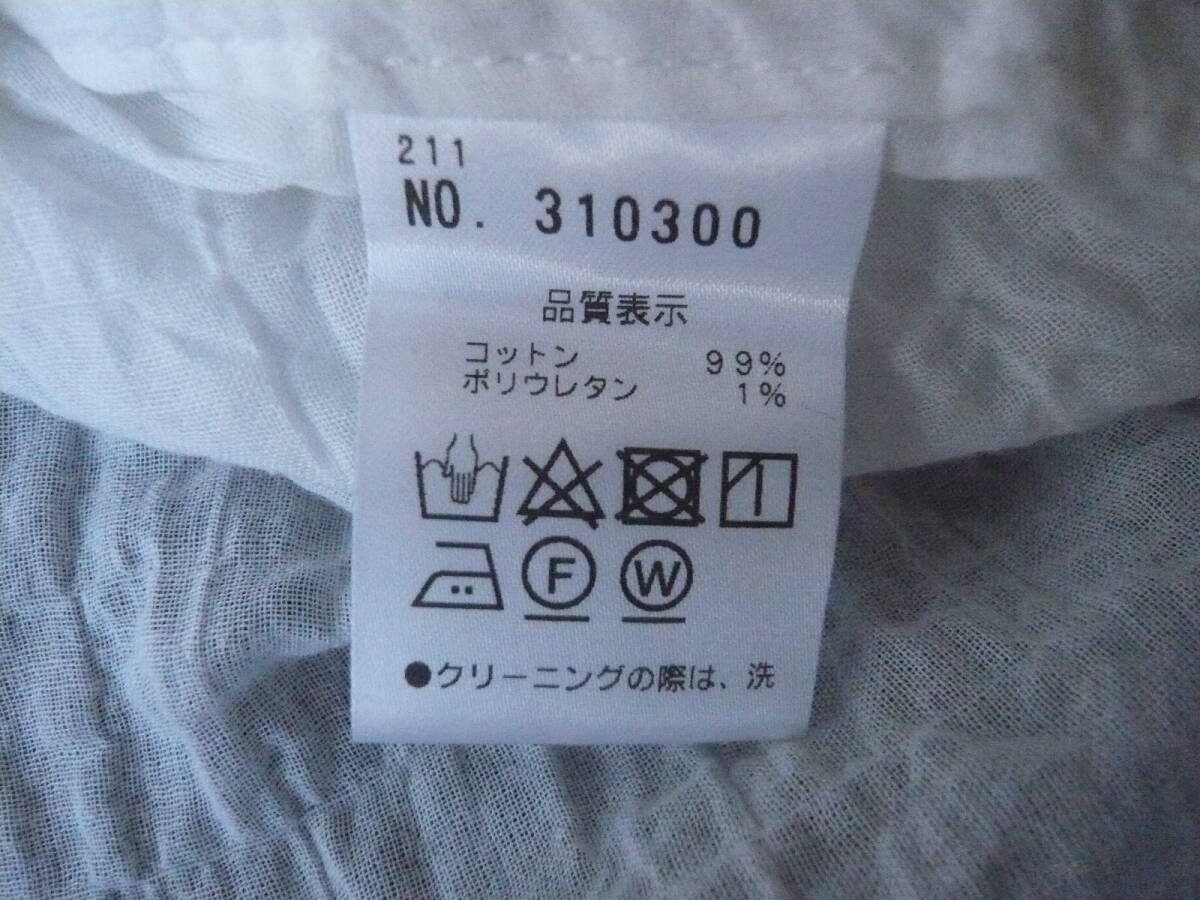 211
NO. 310300
品質表示
コットン 99%
ポリウレタン 1%
F W
●クリーニングの際は、洗